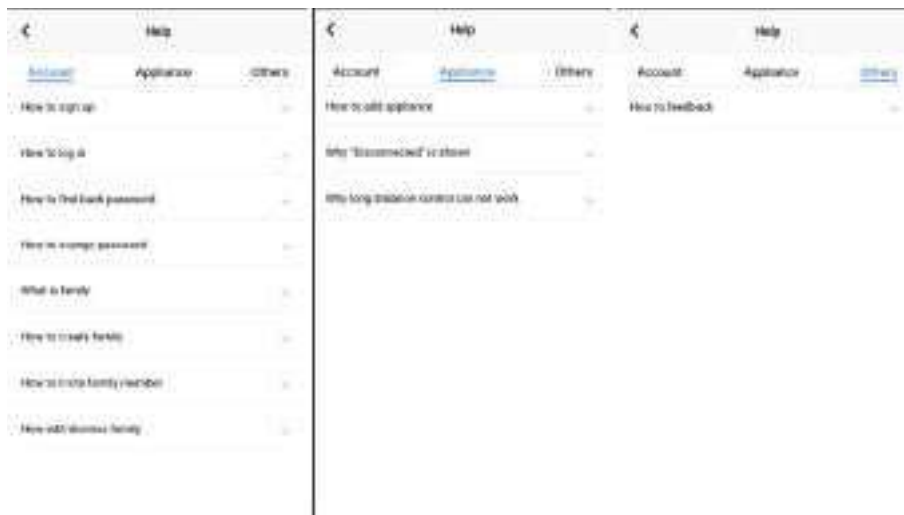 Help
Account Appliance Others
How to sign up
How to log in
How to find back password
How to change password
What is family
How to create family
How to invite family member
How dismiss family
Help
Account Appliance Others
How to add appliance
Why "Disconnected" is shown
Why long distance control can not work
Help
Account Appliance Others
How to feedback